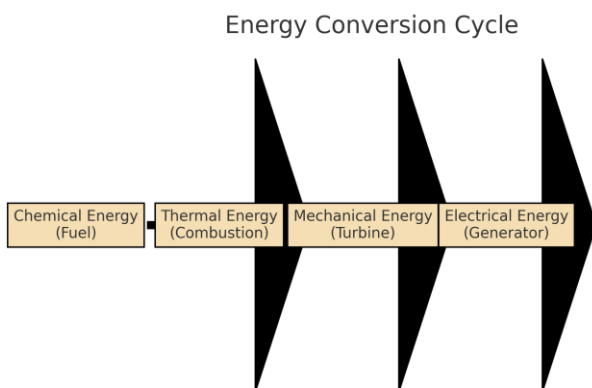 Energy Conversion Cycle
Chemical Energy
(Fuel)
Thermal Energy
(Combustion)
Mechanical Energy
(Turbine)
Electrical Energy
(Generator)